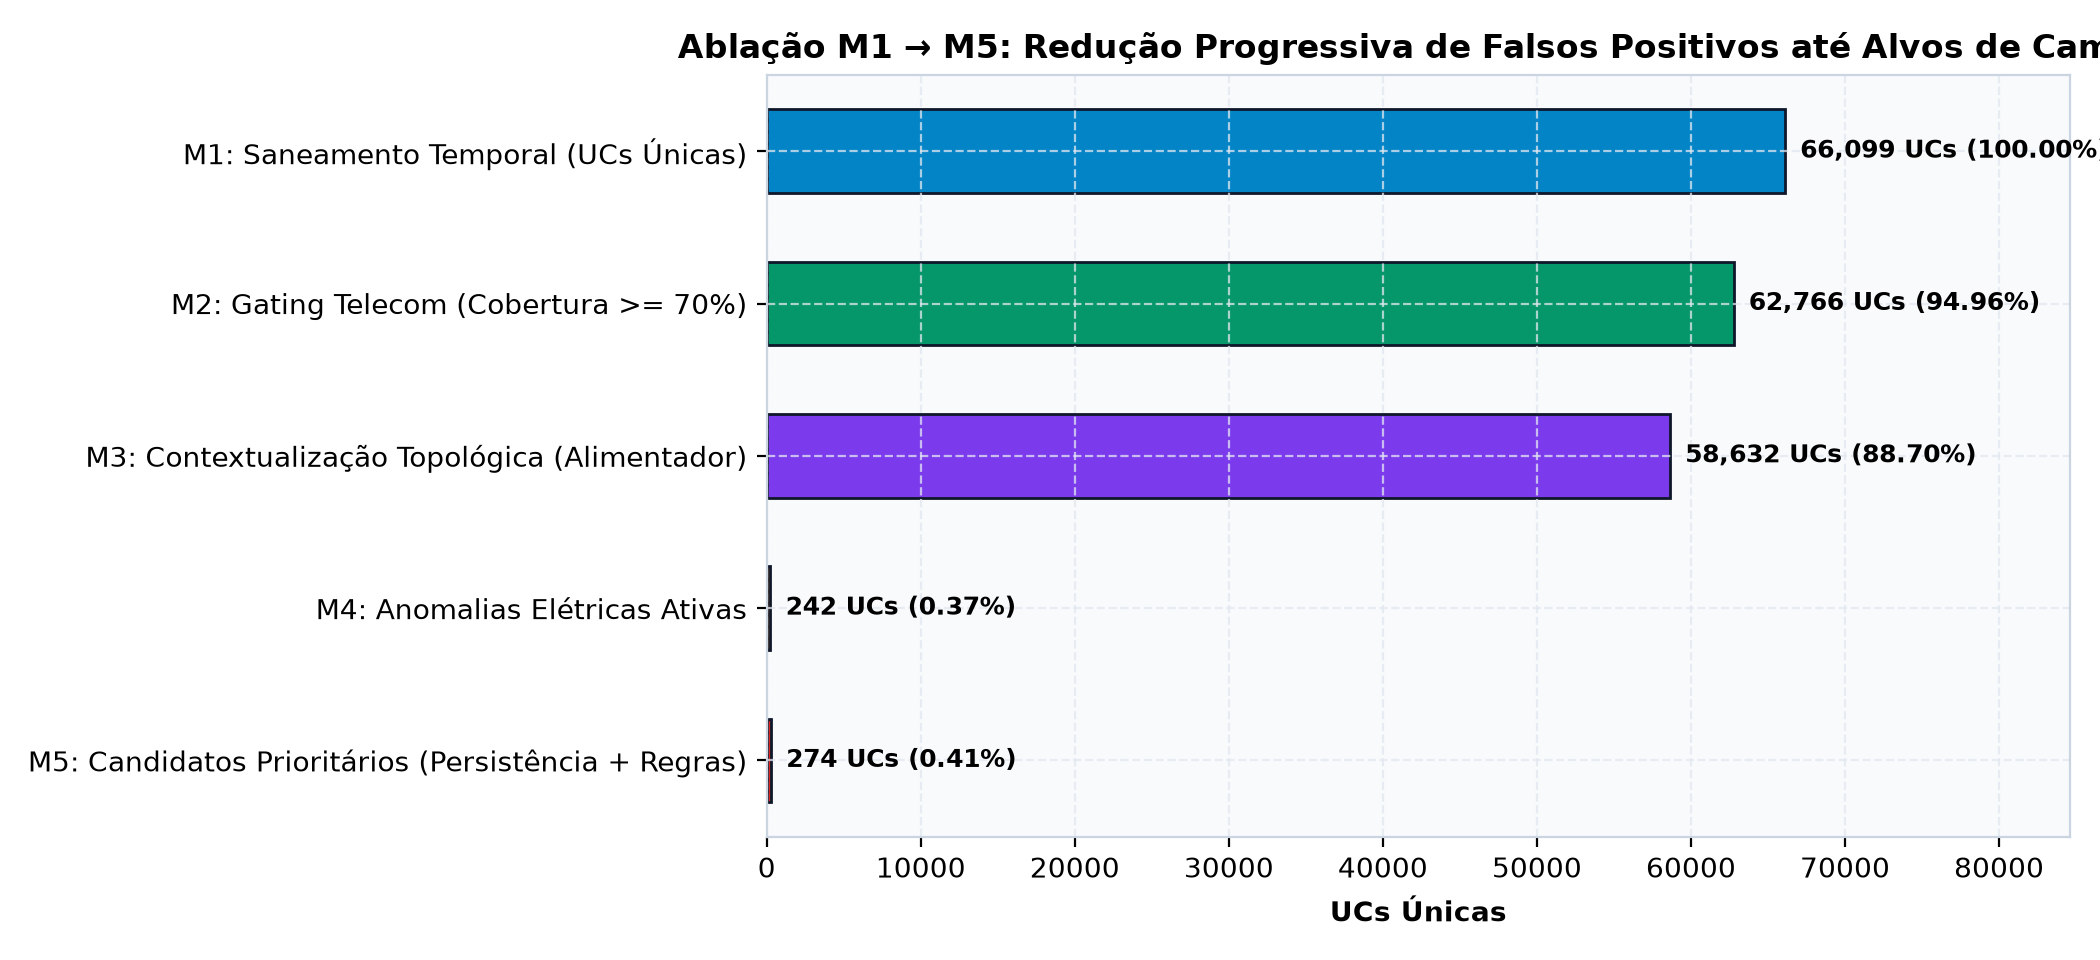 Ablação M1 → M5: Redução Progressiva de Falsos Positivos até Alvos de Cam
M1: Saneamento Temporal (UCs Únicas)
66,099 UCs (100.00%)
M2: Gating Telecom (Cobertura >= 70%)
62,766 UCs (94.96%)
M3: Contextualização Topológica (Alimentador)
58,632 UCs (88.70%)
M4: Anomalias Elétricas Ativas
242 UCs (0.37%)
M5: Candidatos Prioritários (Persistência + Regras)
274 UCs (0.41%)
0 10000 20000 30000 40000 50000 60000 70000 80000
UCs Únicas